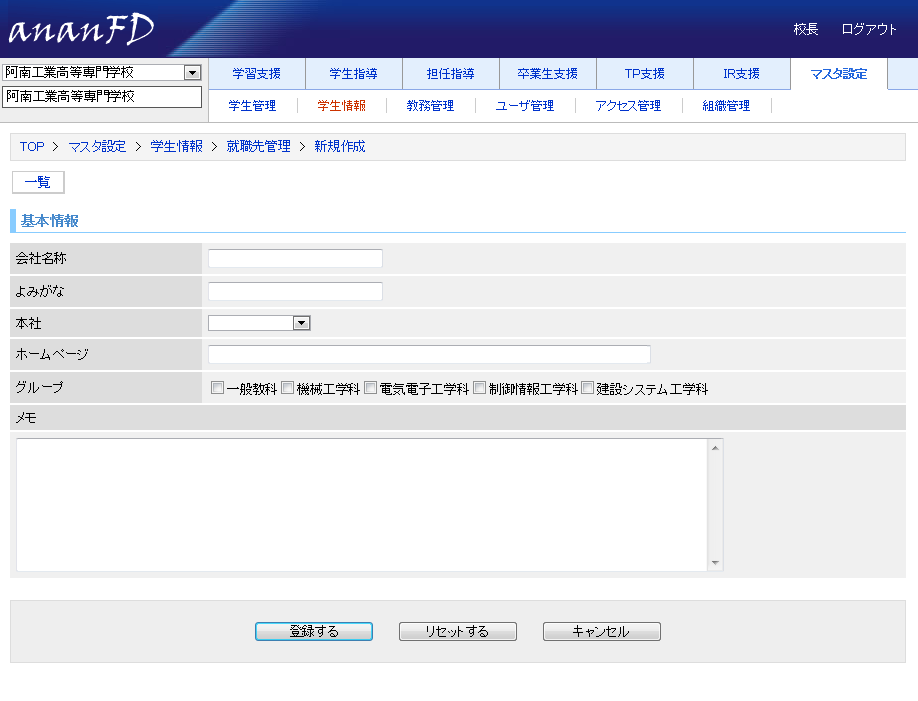 ananFD
校長 ログアウト
阿南工業高等専門学校
阿南工業高等専門学校
学習支援 学生指導 担任指導 卒業生支援 TP支援 IR支援 マスタ設定
学生管理 学生情報 教務管理 ユーザ管理 アクセス管理 組織管理
TOP > マスタ設定 > 学生情報 > 就職先管理 > 新規作成
一覧
基本情報
会社名称
よみがな
本社
ホームページ
グループ 一般教科 機械工学科 電気電子工学科 制御情報工学科 建設システム工学科
メモ
登録する リセットする キャンセル